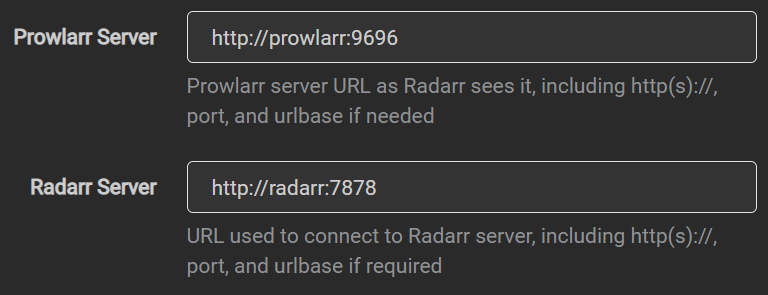 Prowlarr Server
http://prowlarr:9696
Prowlarr server URL as Radarr sees it, including http(s)://,
port, and urlbase if needed
Radarr Server
http://radarr:7878
URL used to connect to Radarr server, including http(s)://,
port, and urlbase if required